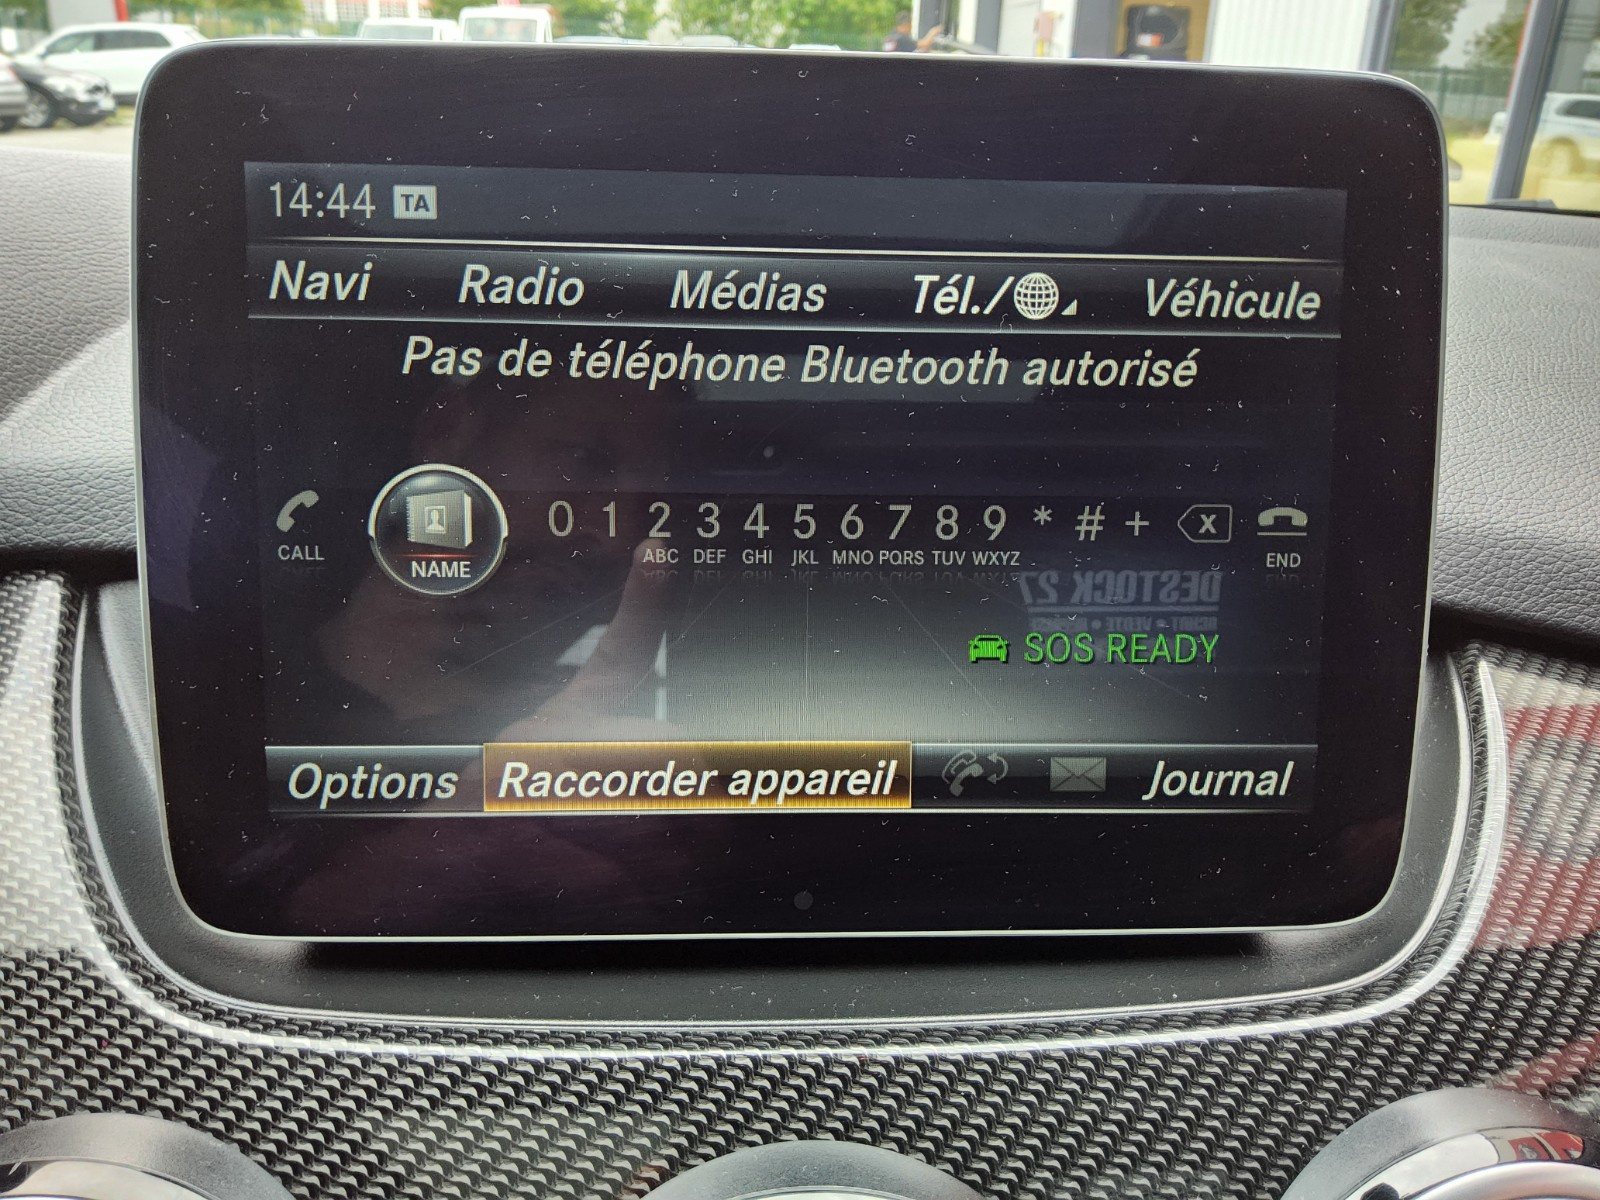 14:44 TA
Navi Radio Médias Tél./ Véhicule
Pas de téléphone Bluetooth autorisé
CALL NAME 0 1 2 3 4 5 6 7 8 9 * # + X END
ABC DEF GHI JKL MNO PQRS TUV WXYZ
DESTOCK 27
SOS READY
Options Raccorder appareil Journal